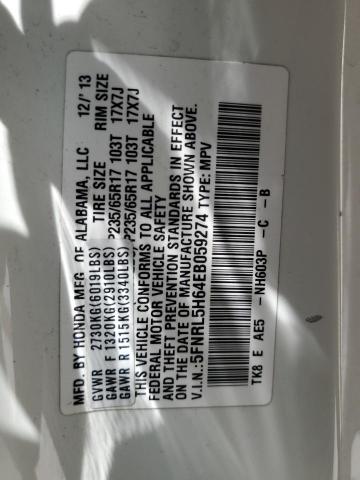 MFD. BY HONDA MFG. OF ALABAMA, LLC 12/'13
GVWR 2730KG(6019LBS) TIRE SIZE RIM SIZE
GAWR F 1320KG(2910LBS) P235/65R17 103T 17X7J
GAWR R 1515KG(3340LBS) P235/65R17 103T 17X7J
THIS VEHICLE CONFORMS TO ALL APPLICABLE
FEDERAL MOTOR VEHICLE SAFETY
AND THEFT PREVENTION STANDARDS IN EFFECT
ON THE DATE OF MANUFACTURE SHOWN ABOVE.
V.I.N.:5FNRL5H64EB059274 TYPE: MPV
TK8 E AE5 -NH603P -C -B